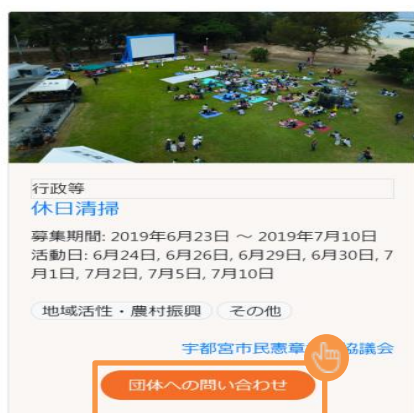 行政等
休日清掃
募集期間: 2019年6月23日 ～ 2019年7月10日
活動日: 6月24日, 6月26日, 6月29日, 6月30日, 7
月1日, 7月2日, 7月5日, 7月10日
地域活性・農村振興 その他
宇都宮市民憲章 協議会
団体への問い合わせ